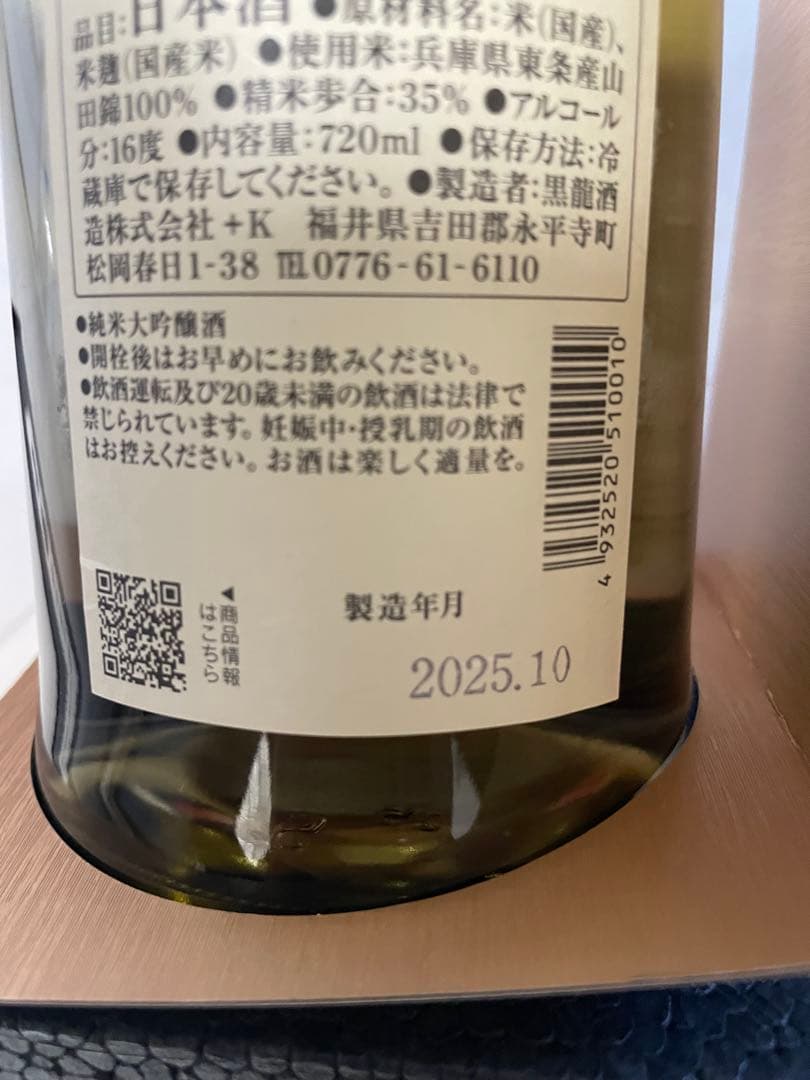 品目:日本酒 ●原材料名:米(国産)、
米麹(国産米) ●使用米:兵庫県東条産山
田錦100% ●精米歩合:35% ●アルコール
分:16度 ●内容量:720ml ●保存方法:冷
蔵庫で保存してください。 ●製造者:黒龍酒
造株式会社+K 福井県吉田郡永平寺町
松岡春日1-38 ℡0776-61-6110
●純米大吟醸酒
●開栓後はお早めにお飲みください。
●飲酒運転及び20歳未満の飲酒は法律で
禁じられています。妊娠中・授乳期の飲酒
はお控えください。お酒は楽しく適量を。
4 932520 510010
◀商品情報
はこちら
製造年月
2025.10